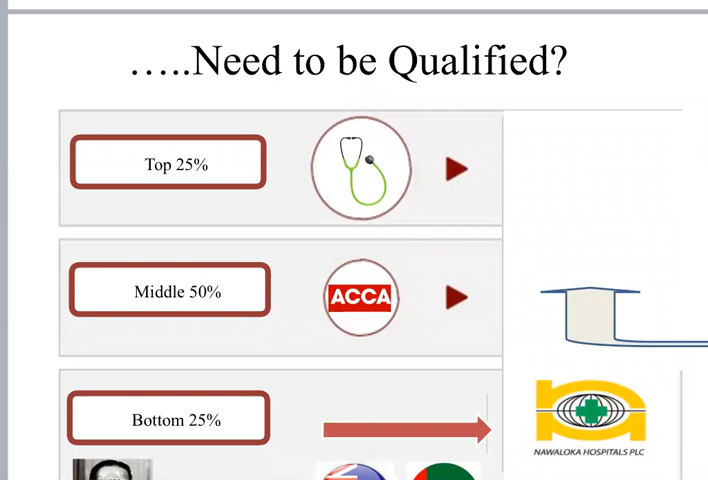 …..Need to be Qualified?
Top 25%
Middle 50%
ACCA
Bottom 25%
NAWALOKA HOSPITALS PLC